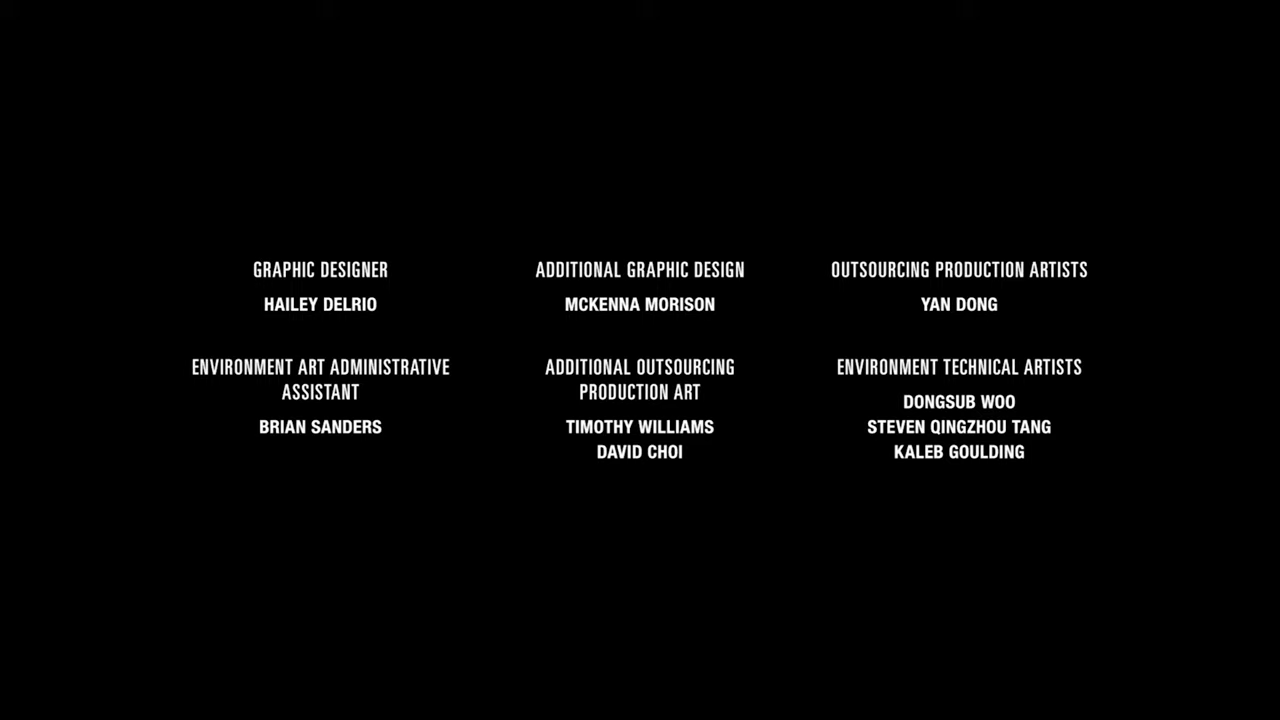 GRAPHIC DESIGNER
HAILEY DELRIO
ADDITIONAL GRAPHIC DESIGN
MCKENNA MORISON
OUTSOURCING PRODUCTION ARTISTS
YAN DONG
ENVIRONMENT ART ADMINISTRATIVE
ASSISTANT
BRIAN SANDERS
ADDITIONAL OUTSOURCING
PRODUCTION ART
TIMOTHY WILLIAMS
DAVID CHOI
ENVIRONMENT TECHNICAL ARTISTS
DONGSUB WOO
STEVEN QINGZHOU TANG
KALEB GOULDING